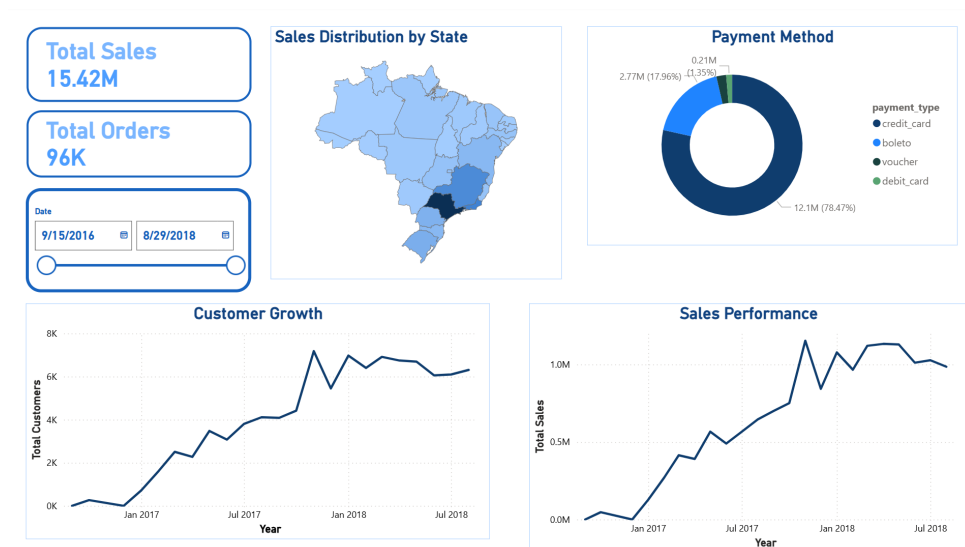 Total Sales
15.42M
Total Orders
96K
Date
9/15/2016
8/29/2018
Sales Distribution by State
Payment Method
0.21M
(1.35%)
2.77M (17.96%)
12.1M (78.47%)
payment_type
credit_card
boleto
voucher
debit_card
Customer Growth
Total Customers
8K
6K
4K
2K
0K
Jan 2017
Jul 2017
Jan 2018
Jul 2018
Year
Sales Performance
Total Sales
1.0M
0.5M
0.0M
Jan 2017
Jul 2017
Jan 2018
Jul 2018
Year